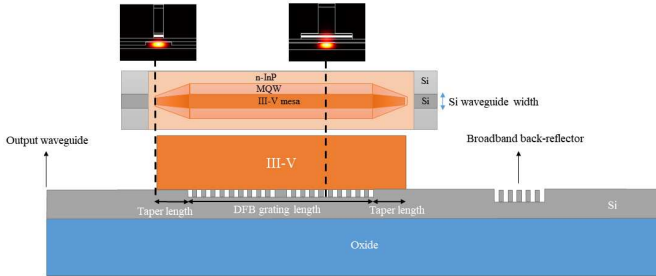 n-InP
MQW
III-V mesa
Si
Si
Si waveguide width
Output waveguide
Broadband back-reflector
III-V
Taper length
DFB grating length
Taper length
Si
Oxide